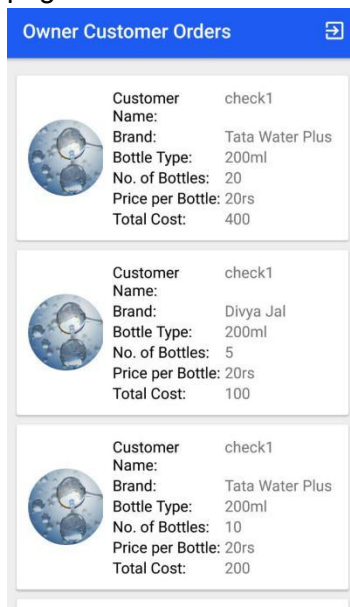 Owner Customer Orders
Customer Name: check1
Brand: Tata Water Plus
Bottle Type: 200ml
No. of Bottles: 20
Price per Bottle: 20rs
Total Cost: 400
Customer Name: check1
Brand: Divya Jal
Bottle Type: 200ml
No. of Bottles: 5
Price per Bottle: 20rs
Total Cost: 100
Customer Name: check1
Brand: Tata Water Plus
Bottle Type: 200ml
No. of Bottles: 10
Price per Bottle: 20rs
Total Cost: 200